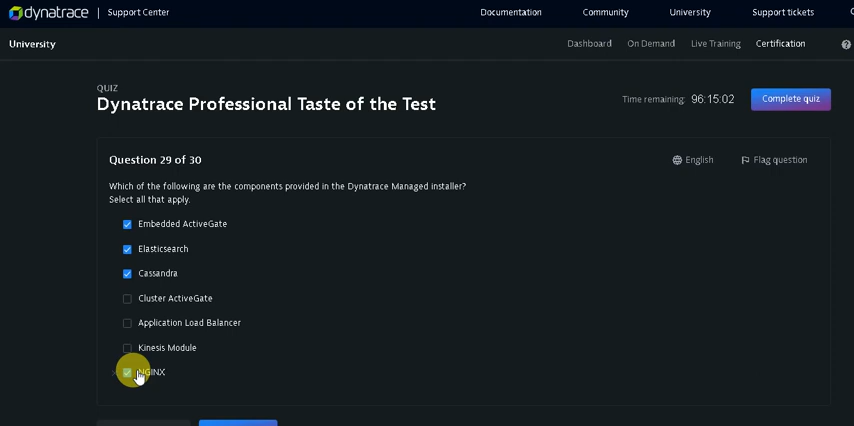 dynatrace | Support Center Documentation Community University Support tickets
University Dashboard On Demand Live Training Certification
QUIZ
Dynatrace Professional Taste of the Test Time remaining: 96:15:02 Complete quiz
Question 29 of 30 English Flag question
Which of the following are the components provided in the Dynatrace Managed installer?
Select all that apply.
Embedded ActiveGate
Elasticsearch
Cassandra
Cluster ActiveGate
Application Load Balancer
Kinesis Module
NGINX